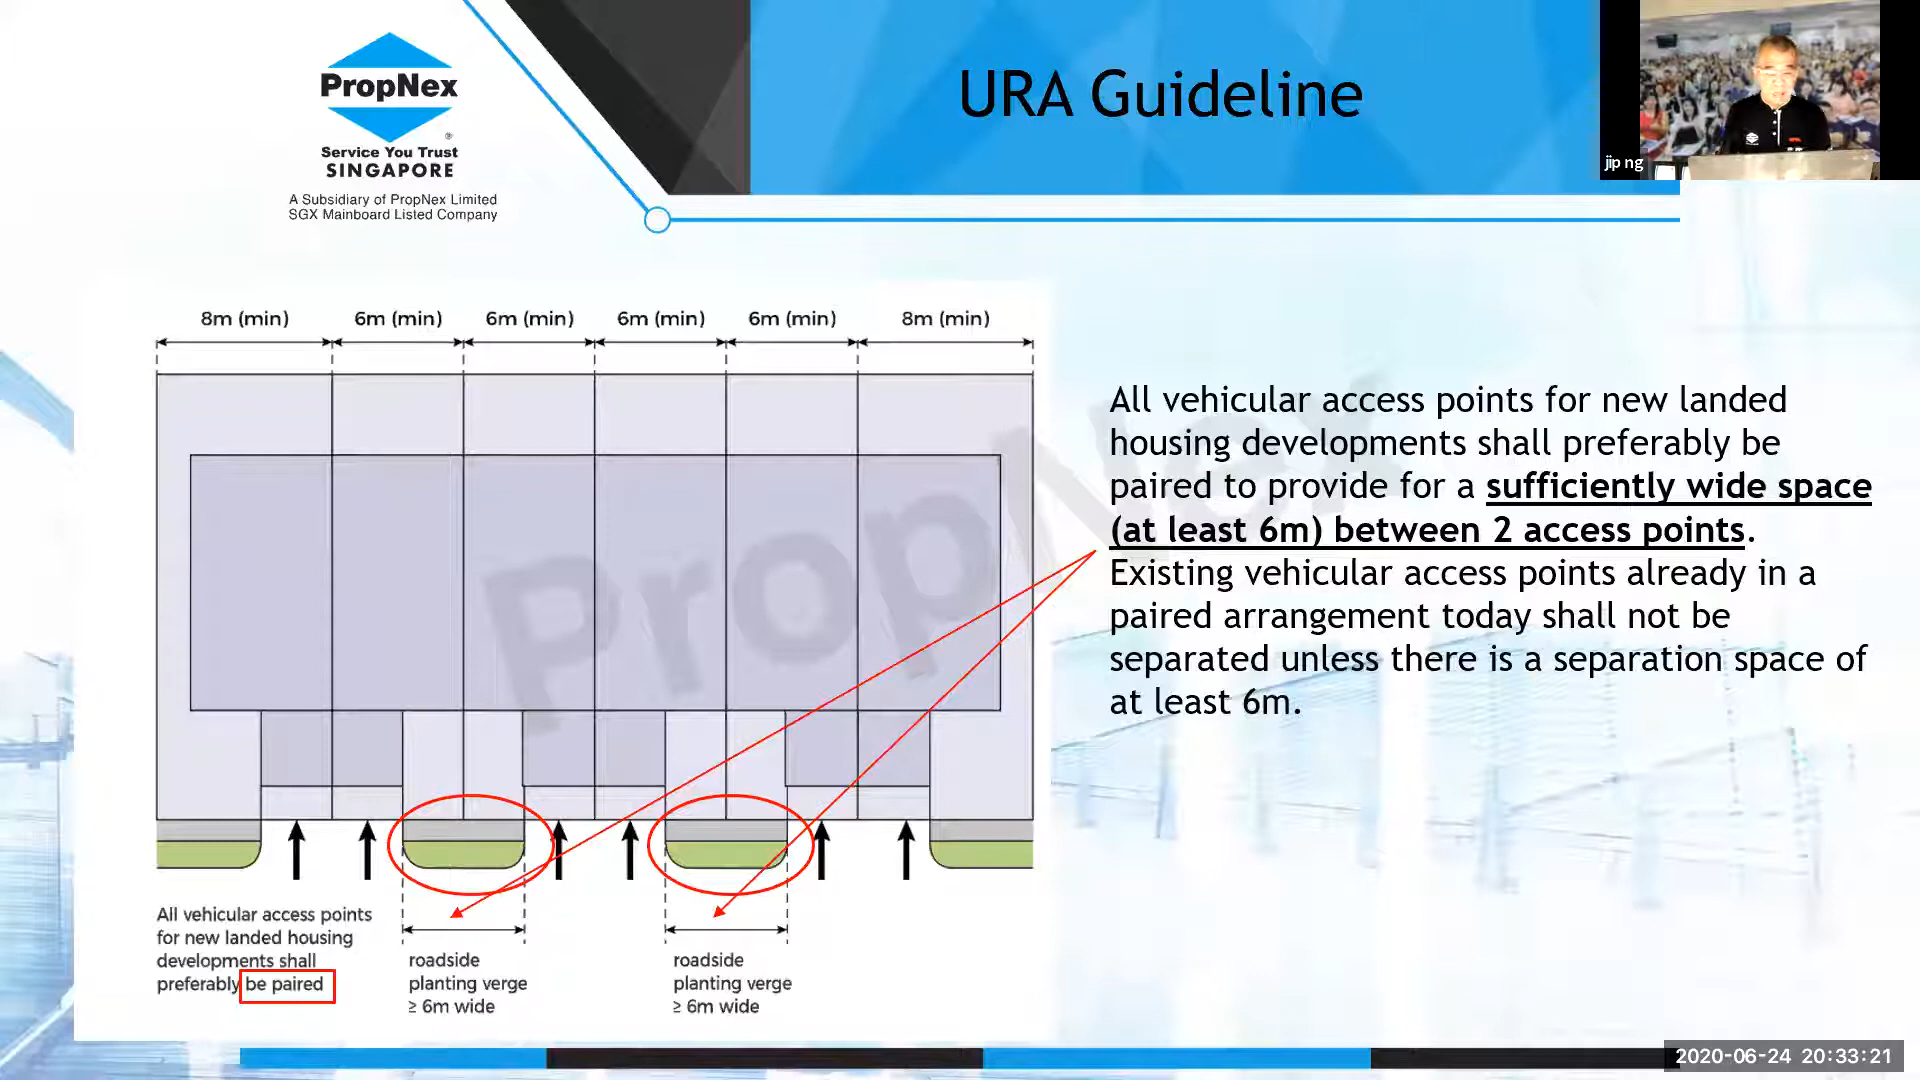 PropNex
®
Service You Trust
SINGAPORE
A Subsidiary of PropNex Limited
SGX Mainboard Listed Company
URA Guideline
jip ng
8m (min) 6m (min) 6m (min) 6m (min) 6m (min) 8m (min)
PropNex
All vehicular access points for new landed
housing developments shall preferably be
paired to provide for a sufficiently wide space
(at least 6m) between 2 access points.
Existing vehicular access points already in a
paired arrangement today shall not be
separated unless there is a separation space of
at least 6m.
All vehicular access points
for new landed housing
developments shall
preferably be paired
roadside
planting verge
≥ 6m wide
roadside
planting verge
≥ 6m wide
2020-06-24 20:33:21